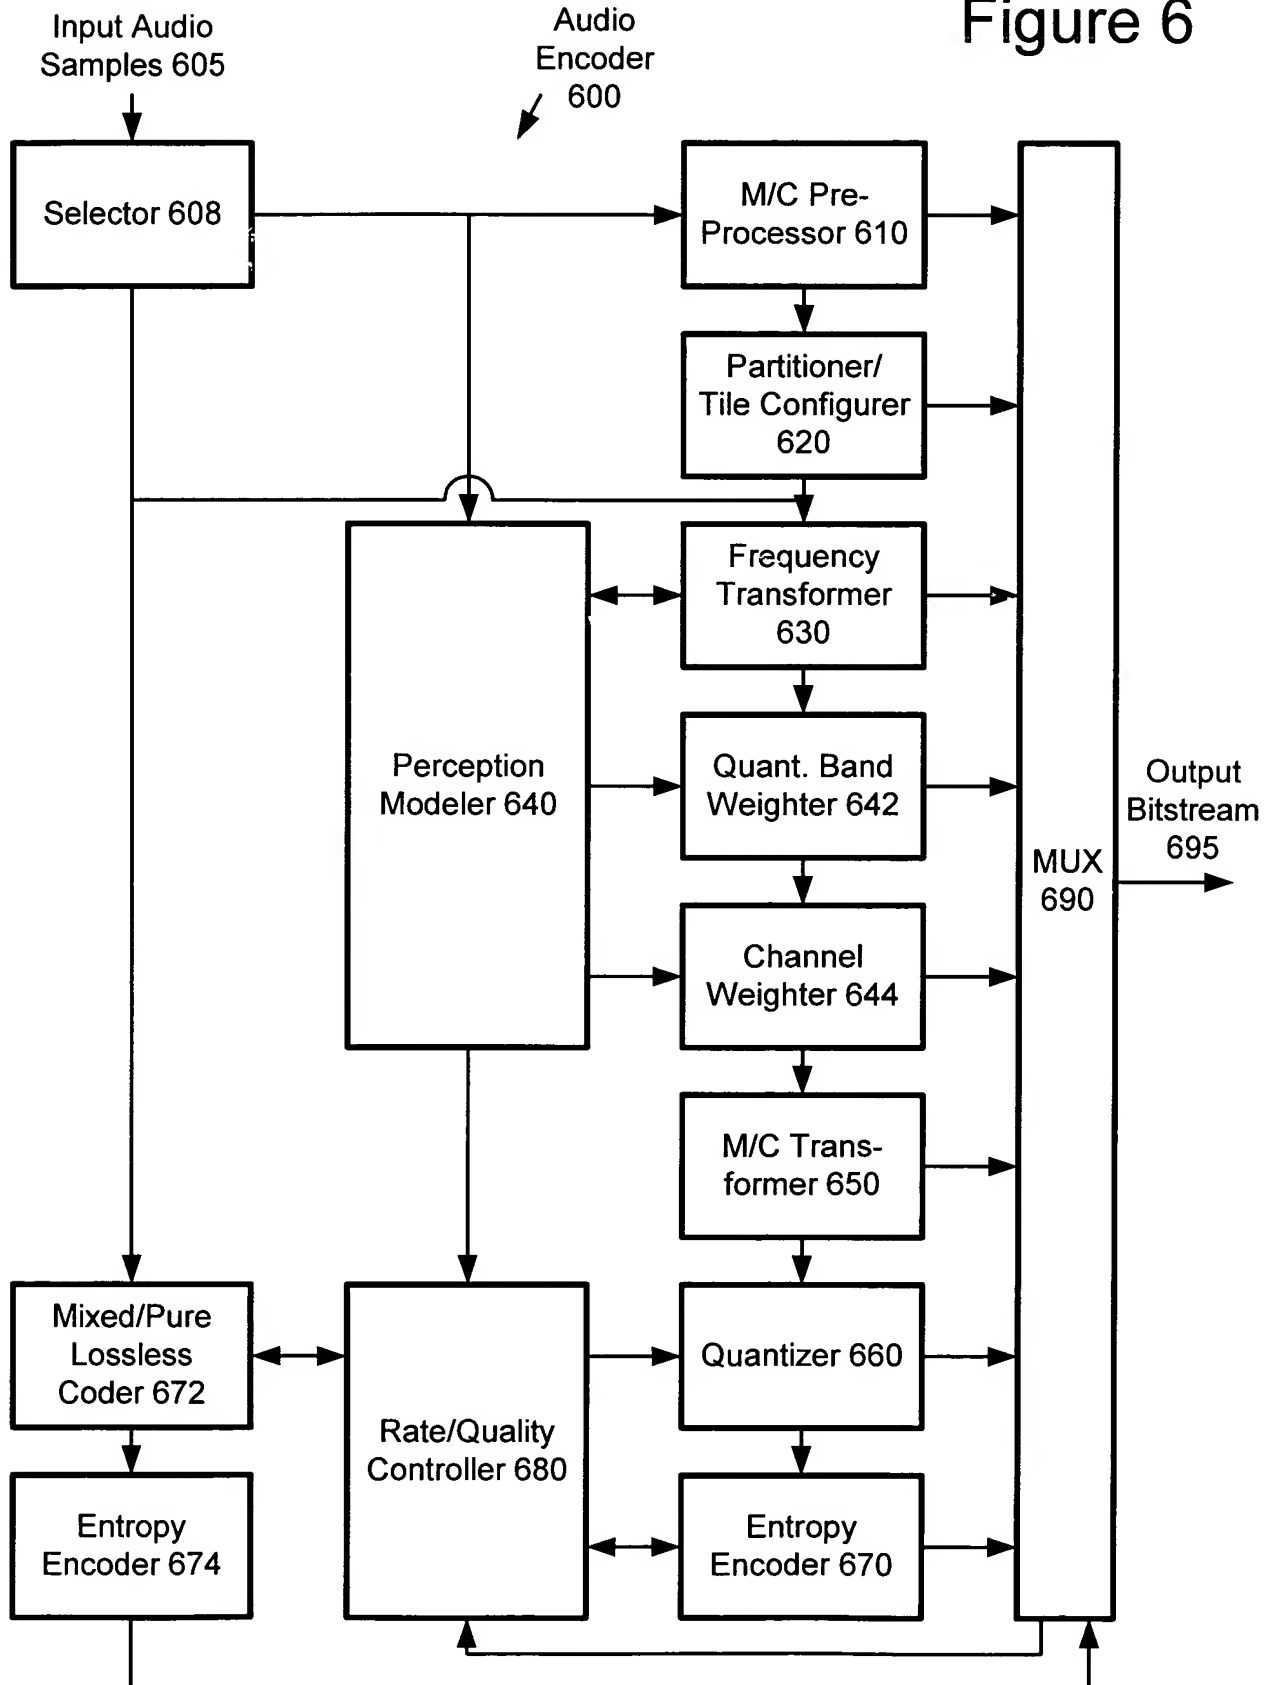 Figure 6
Input Audio
Samples 605
Audio
Encoder
600
Selector 608
M/C Pre-
Processor 610
Partitioner/
Tile Configurer
620
Frequency
Transformer
630
Perception
Modeler 640
Quant. Band
Weighter 642
Output
Bitstream
695
MUX
690
Channel
Weighter 644
M/C Trans-
former 650
Mixed/Pure
Lossless
Coder 672
Quantizer 660
Rate/Quality
Controller 680
Entropy
Encoder 674
Entropy
Encoder 670